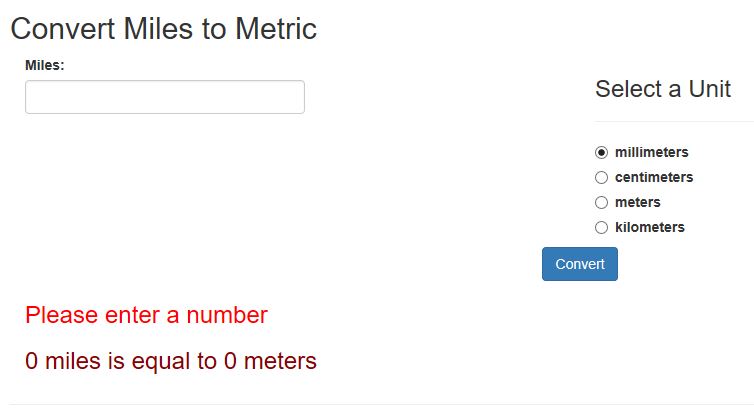 Convert Miles to Metric
Miles:
Select a Unit
millimeters
centimeters
meters
kilometers
Convert
Please enter a number
0 miles is equal to 0 meters